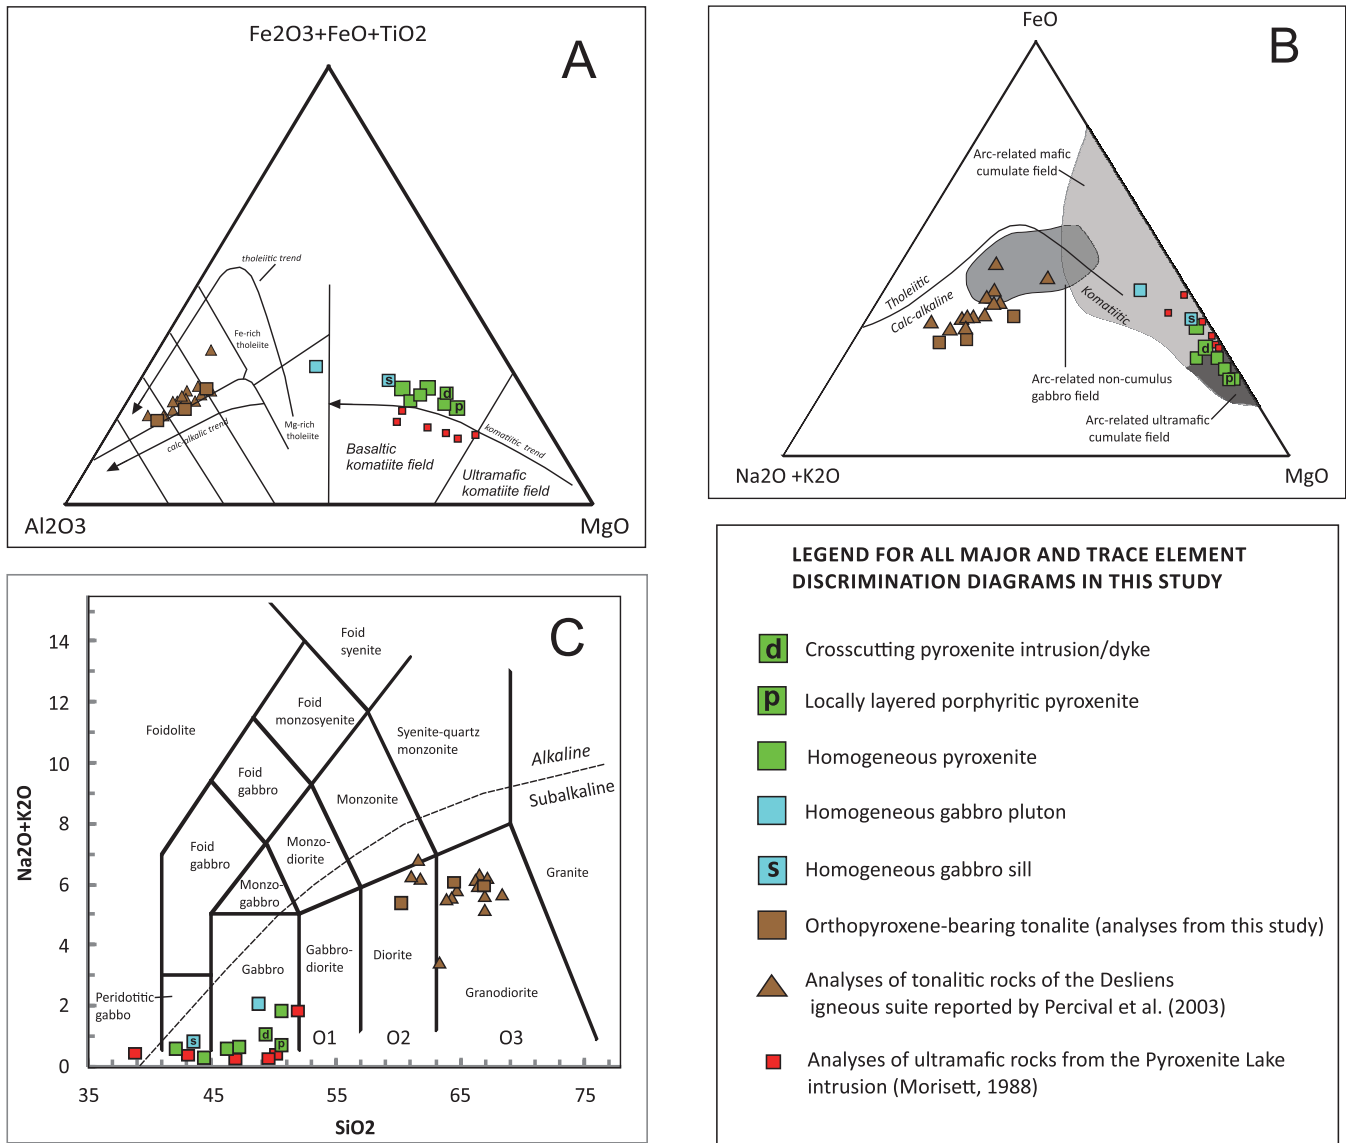 Fe2O3+FeO+TiO2
A
tholeiitic trend
Fe-rich
tholeiite
Mg-rich
tholeiite
calc-alkalic trend
s
d
p
komatiitic trend
Basaltic
komatiite field
Ultramafic
komatiite field
Al2O3
MgO
FeO
B
Arc-related mafic
cumulate field
Tholeiitic
Calc-alkaline
Komatiitic
s
d
p
Arc-related non-cumulus
gabbro field
Arc-related ultramafic
cumulate field
Na2O +K2O
MgO
C
Na2O+K2O
14
12
10
8
6
4
2
0
35
45
55
65
75
SiO2
Foid
syenite
Foidolite
Foid
monzosyenite
Syenite-quartz
monzonite
Alkaline
Subalkaline
Foid
gabbro
Monzonite
Foid
gabbro
Monzo-
diorite
Monzo-
gabbro
Granite
Peridotitic
gabbo
Gabbro
Gabbro-
diorite
Diorite
Granodiorite
O1
O2
O3
s
d
p
LEGEND FOR ALL MAJOR AND TRACE ELEMENT
DISCRIMINATION DIAGRAMS IN THIS STUDY
d Crosscutting pyroxenite intrusion/dyke
p Locally layered porphyritic pyroxenite
Homogeneous pyroxenite
Homogeneous gabbro pluton
s Homogeneous gabbro sill
Orthopyroxene-bearing tonalite (analyses from this study)
Analyses of tonalitic rocks of the Desliens
igneous suite reported by Percival et al. (2003)
Analyses of ultramafic rocks from the Pyroxenite Lake
intrusion (Morisett, 1988)